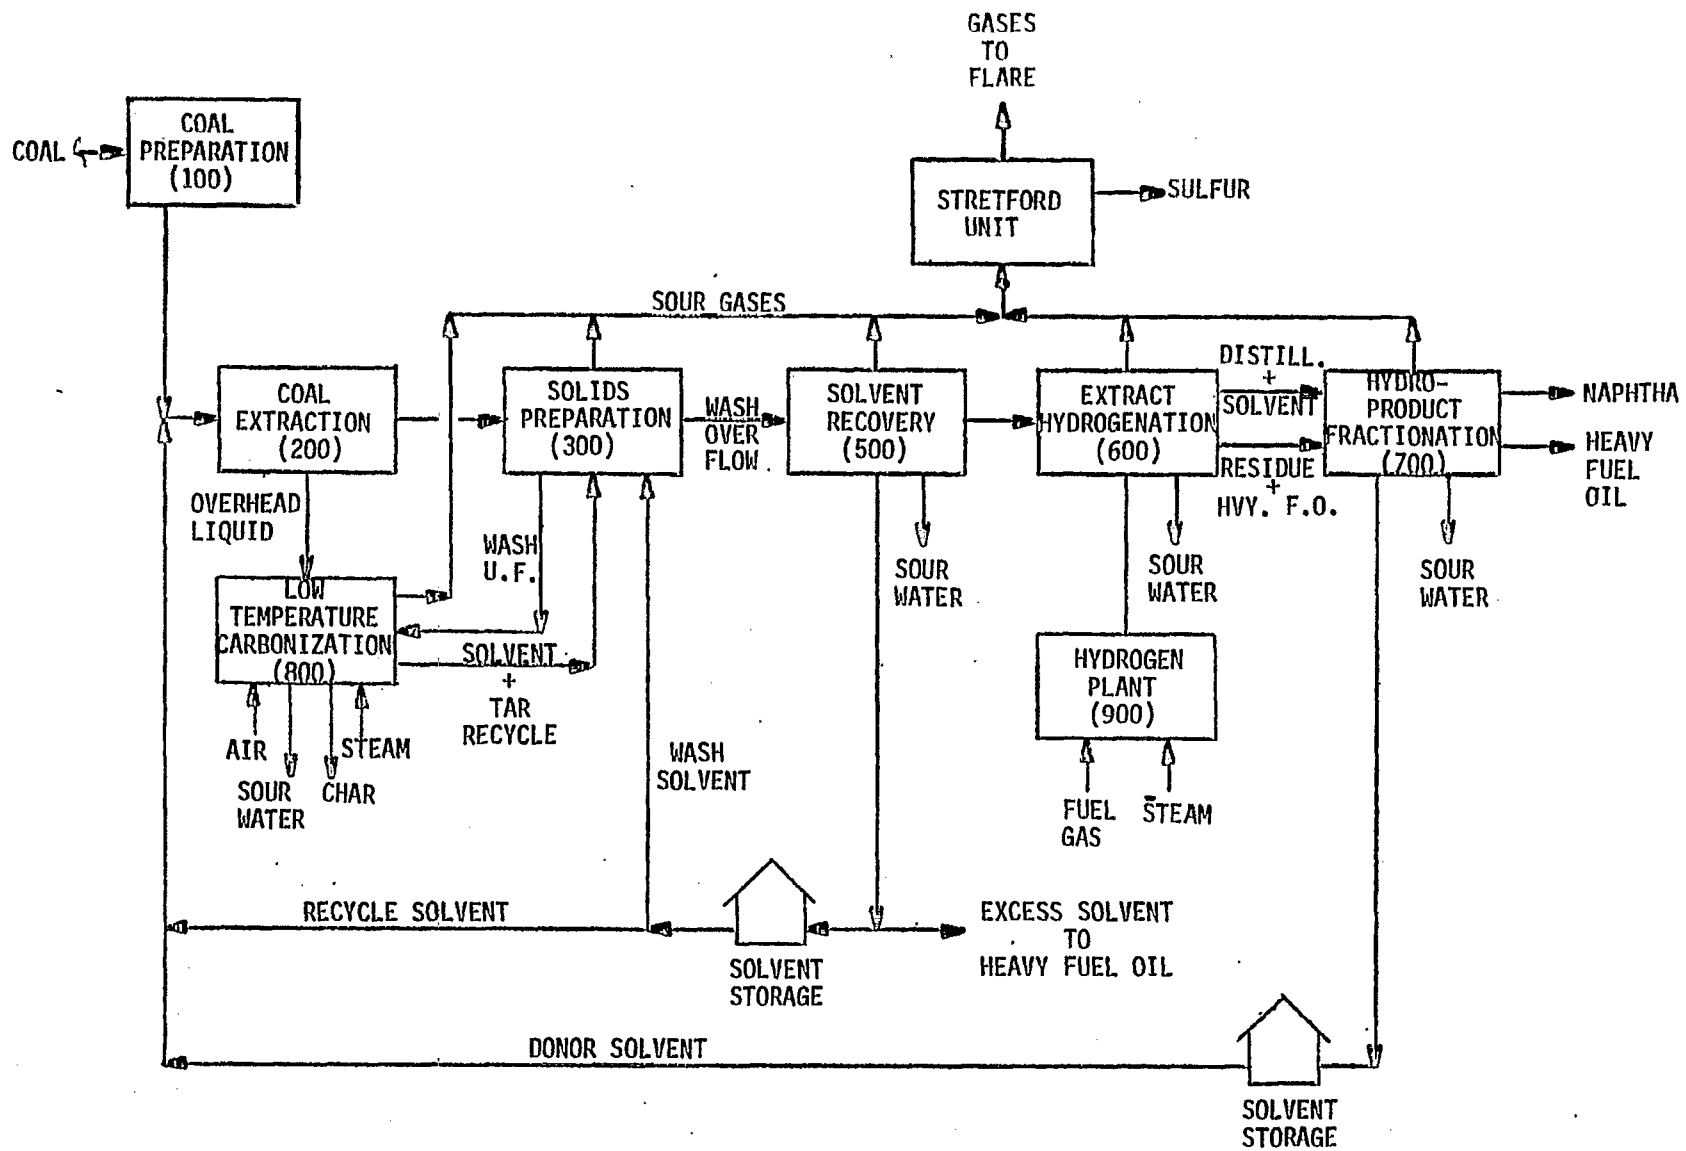 GASES
TO
FLARE
COAL
COAL
PREPARATION
(100)
STRETFORD
UNIT
SULFUR
SOUR GASES
COAL
EXTRACTION
(200)
SOLIDS
PREPARATION
(300)
WASH
OVER
FLOW
SOLVENT
RECOVERY
(500)
EXTRACT
HYDROGENATION
(600)
DISTILL.
+
SOLVENT
RESIDUE
+
HVY. F.O.
HYDRO-
PRODUCT
FRACTIONATION
(700)
NAPHTHA
HEAVY
FUEL
OIL
OVERHEAD
LIQUID
WASH
U.F.
SOUR
WATER
SOUR
WATER
SOUR
WATER
LOW
TEMPERATURE
CARBONIZATION
(800)
SOLVENT
+
TAR
RECYCLE
HYDROGEN
PLANT
(900)
AIR
STEAM
SOUR
WATER
CHAR
WASH
SOLVENT
FUEL
GAS
STEAM
RECYCLE SOLVENT
EXCESS SOLVENT
TO
HEAVY FUEL OIL
SOLVENT
STORAGE
DONOR SOLVENT
SOLVENT
STORAGE